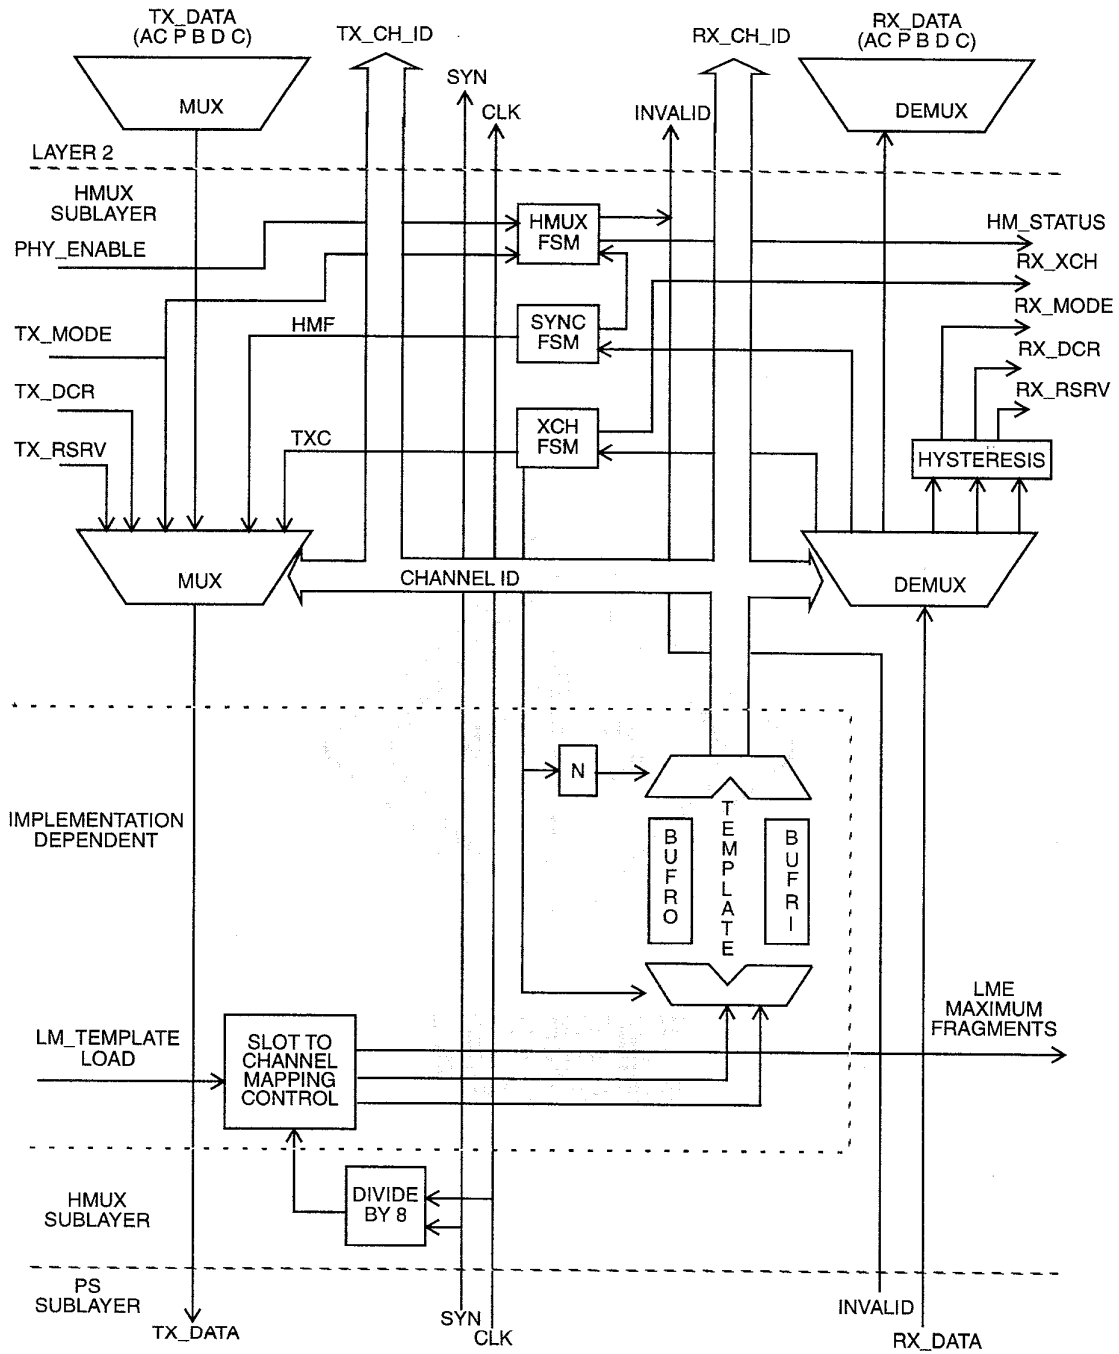 TX_DATA
(AC P B D C)
TX_CH_ID
RX_CH_ID
RX_DATA
(AC P B D C)
SYN
CLK
INVALID
MUX
DEMUX
LAYER 2
HMUX
SUBLAYER
HMUX
FSM
HM_STATUS
PHY_ENABLE
RX_XCH
RX_MODE
TX_MODE
HMF
SYNC
FSM
RX_DCR
TX_DCR
RX_RSRV
TX_RSRV
TXC
XCH
FSM
HYSTERESIS
MUX
CHANNEL ID
DEMUX
N
IMPLEMENTATION
DEPENDENT
BUFRO
TEMPLATE
BUFRI
LM_TEMPLATE
LOAD
SLOT TO
CHANNEL
MAPPING
CONTROL
LME
MAXIMUM
FRAGMENTS
HMUX
SUBLAYER
DIVIDE
BY 8
PS
SUBLAYER
TX_DATA
SYN
CLK
INVALID
RX_DATA